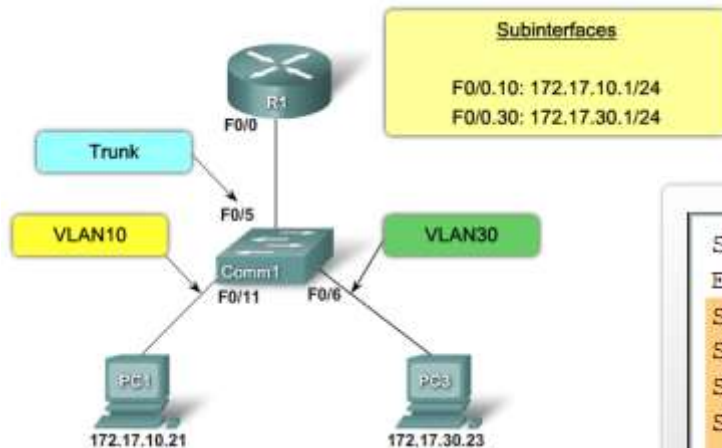 Subinterfaces
F0/0.10: 172.17.10.1/24
F0/0.30: 172.17.30.1/24
R1
F0/0
Trunk
F0/5
VLAN10
VLAN30
Comm1
F0/11
F0/6
PC1
PC3
172.17.10.21
172.17.30.23